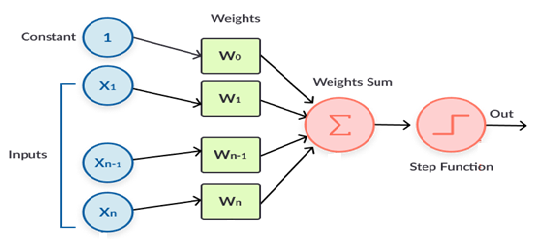 Weights
Constant
1
W0
X1
W1
Weights Sum
Σ
Out
Inputs
Xn-1
Wn-1
Step Function
Xn
Wn